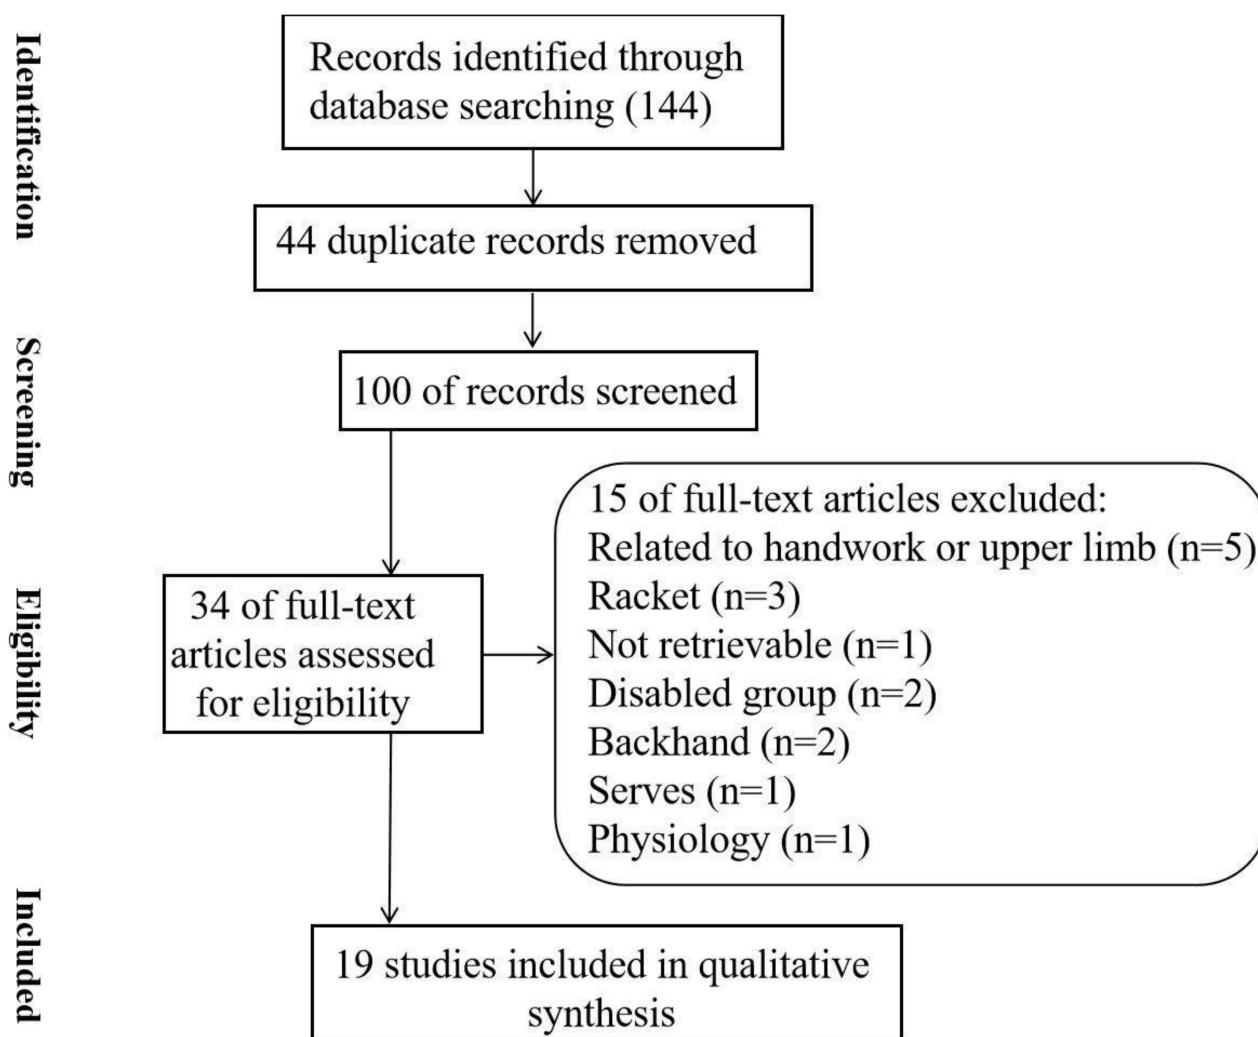 Identification
Records identified through
database searching (144)
44 duplicate records removed
Screening
100 of records screened
Eligibility
34 of full-text
articles assessed
for eligibility
15 of full-text articles excluded:
Related to handwork or upper limb (n=5)
Racket (n=3)
Not retrievable (n=1)
Disabled group (n=2)
Backhand (n=2)
Serves (n=1)
Physiology (n=1)
Included
19 studies included in qualitative
synthesis